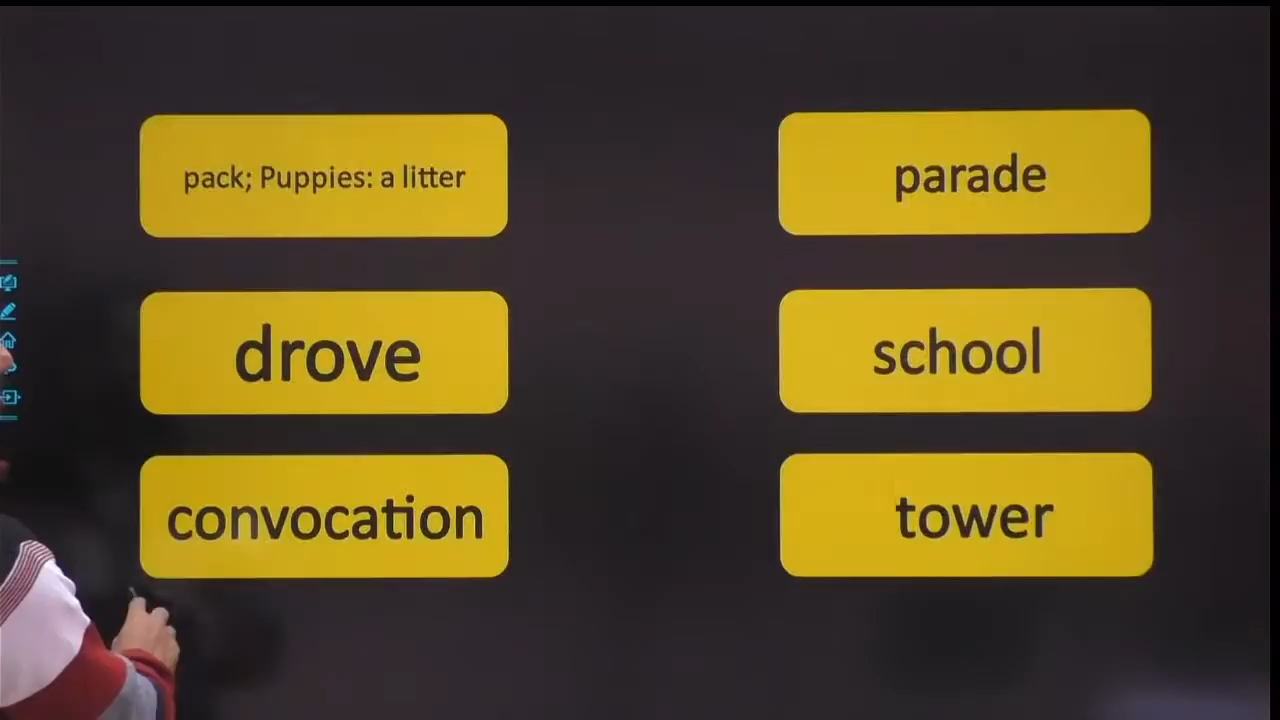 pack; Puppies: a litter
parade
drove
school
convocation
tower